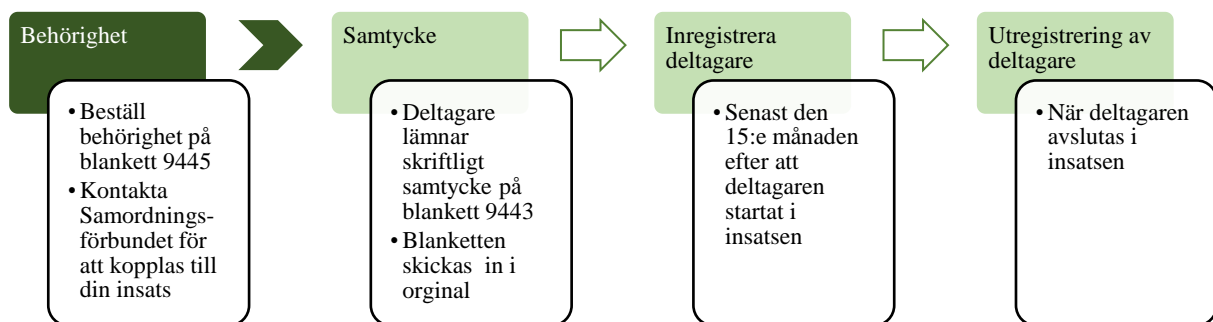 Behörighet
• Beställ
behörighet på
blankett 9445
• Kontakta
Samordnings-
förbundet för
att kopplas till
din insats
Samtycke
• Deltagare
lämnar
skriftligt
samtycke på
blankett 9443
• Blanketten
skickas in i
orginal
Inregistrera
deltagare
• Senast den
15:e månaden
efter att
deltagaren
startat i
insatsen
Utregistrering av
deltagare
• När deltagaren
avslutas i
insatsen